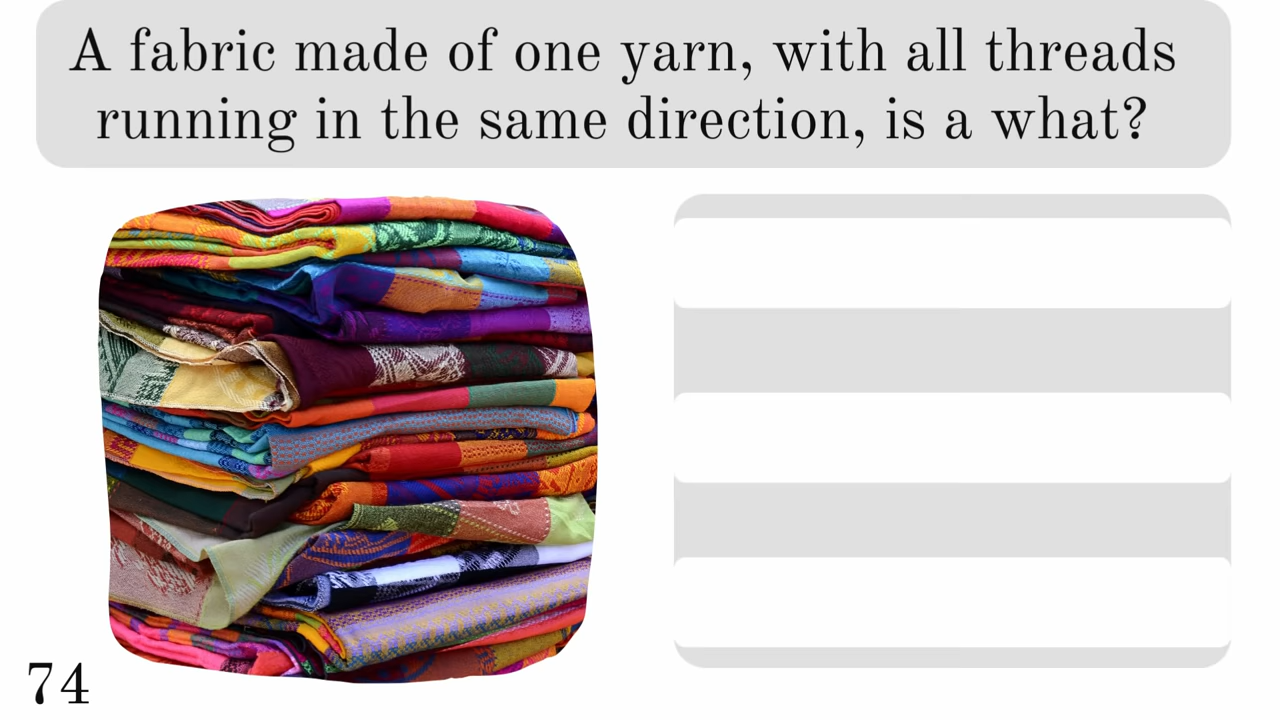 A fabric made of one yarn, with all threads
running in the same direction, is a what?
74